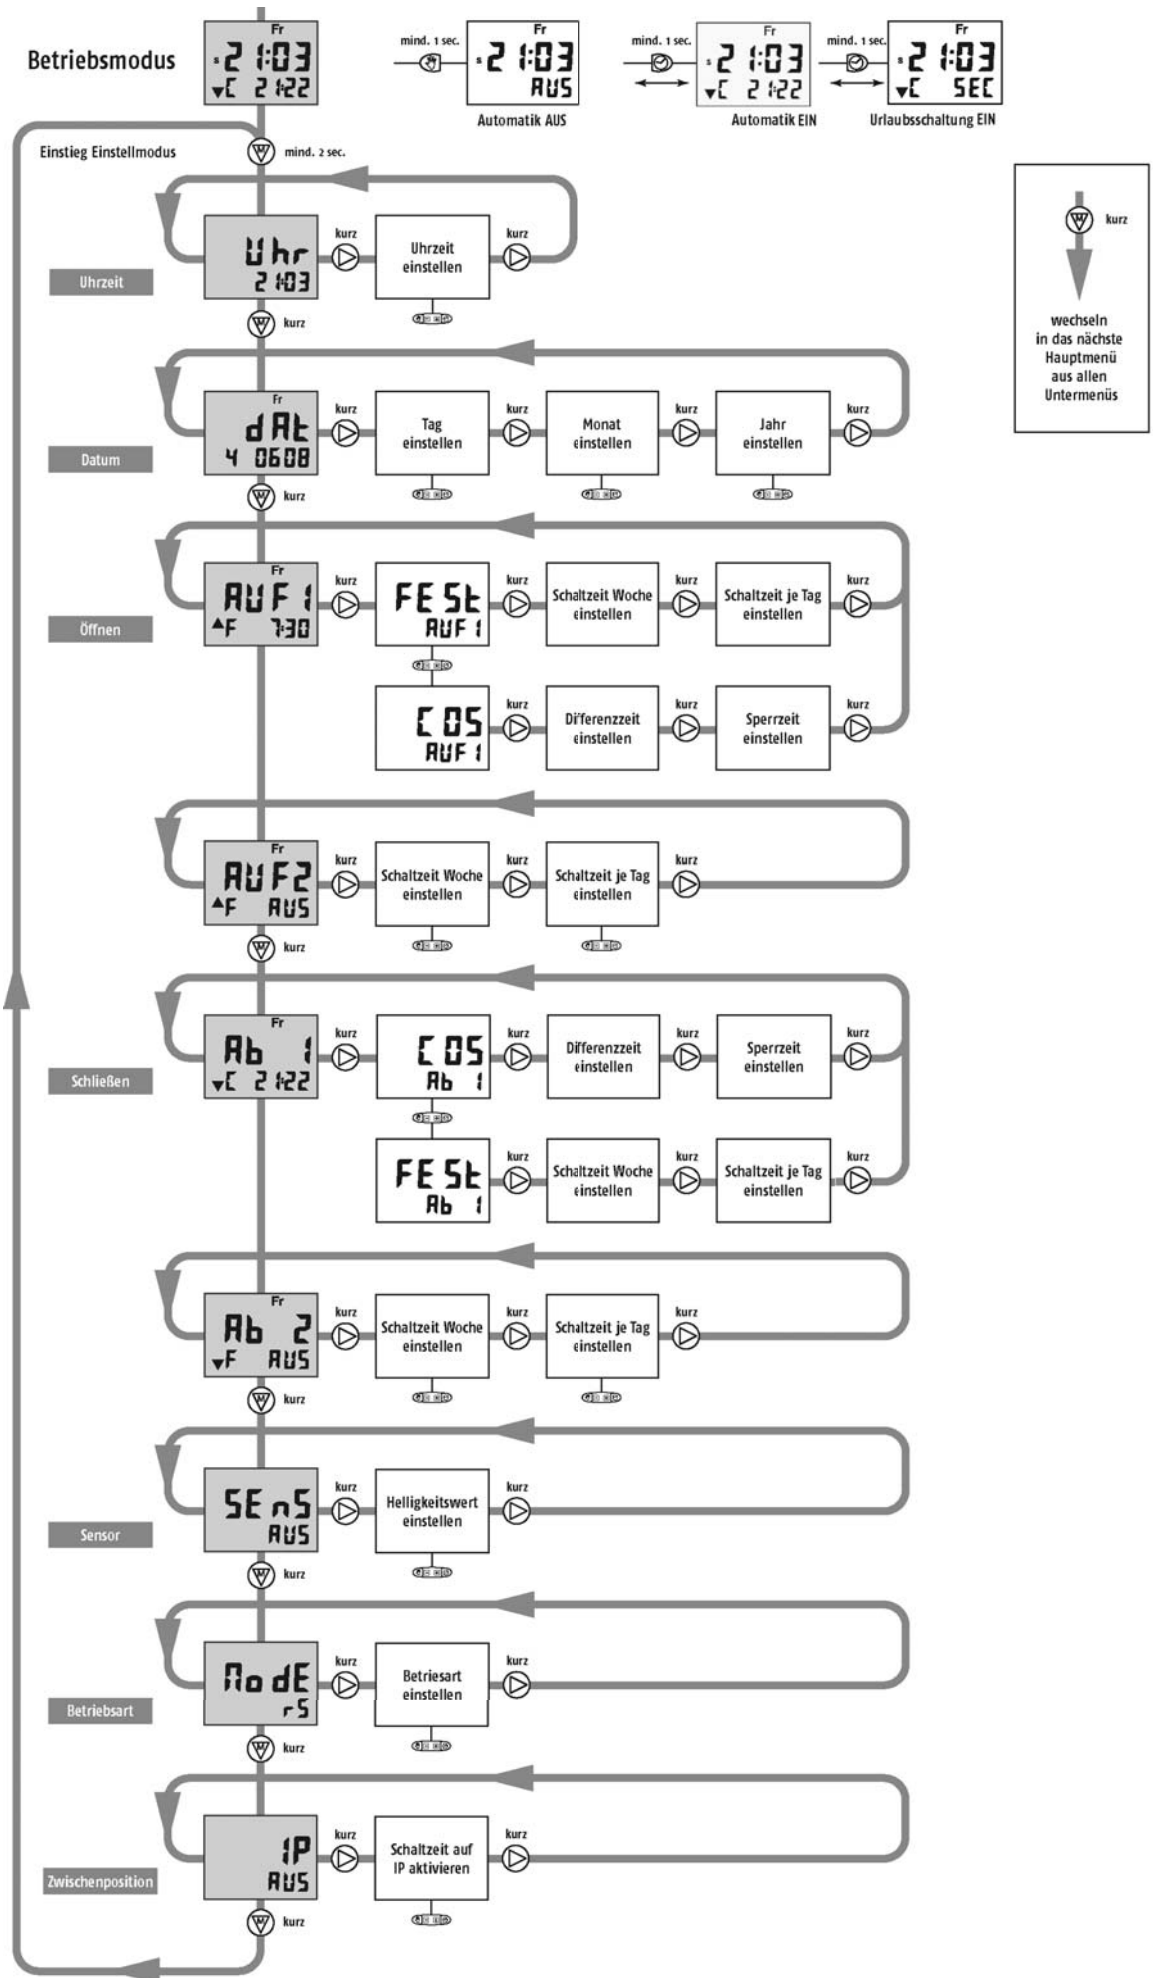 Betriebsmodus
Fr
s 21:03
▼C 21:22
mind. 1 sec.
Fr
s 21:03
AUS
Automatik AUS
mind. 1 sec.
Fr
s 21:03
▼C 21:22
Automatik EIN
mind. 1 sec.
Fr
s 21:03
▼C SEC
Urlaubsschaltung EIN
Einstieg Einstellmodus
M
mind. 2 sec.
M
kurz
wechseln
in das nächste
Hauptmenü
aus allen
Untermenüs
Uhrzeit
Uhr
21:03
kurz
Uhrzeit
einstellen
kurz
M
kurz
Datum
Fr
dAt
4 0608
kurz
Tag
einstellen
kurz
Monat
einstellen
kurz
Jahr
einstellen
kurz
M
kurz
Öffnen
Fr
AUF1
▲F 7:30
kurz
FESt
AUF1
kurz
Schaltzeit Woche
einstellen
kurz
Schaltzeit je Tag
einstellen
kurz
COS
AUF1
kurz
Differenzzeit
einstellen
kurz
Sperrzeit
einstellen
kurz
Fr
AUF2
▲F AUS
kurz
Schaltzeit Woche
einstellen
kurz
Schaltzeit je Tag
einstellen
kurz
M
kurz
Schließen
Fr
Ab 1
▼C 21:22
kurz
COS
Ab 1
kurz
Differenzzeit
einstellen
kurz
Sperrzeit
einstellen
kurz
FESt
Ab 1
kurz
Schaltzeit Woche
einstellen
kurz
Schaltzeit je Tag
einstellen
kurz
Fr
Ab 2
▼F AUS
kurz
Schaltzeit Woche
einstellen
kurz
Schaltzeit je Tag
einstellen
kurz
M
kurz
Sensor
SEnS
AUS
kurz
Helligkeitswert
einstellen
kurz
M
kurz
Betriebsart
ModE
rS
kurz
Betriesart
einstellen
kurz
M
kurz
Zwischenposition
IP
AUS
kurz
Schaltzeit auf
IP aktivieren
kurz
M
kurz